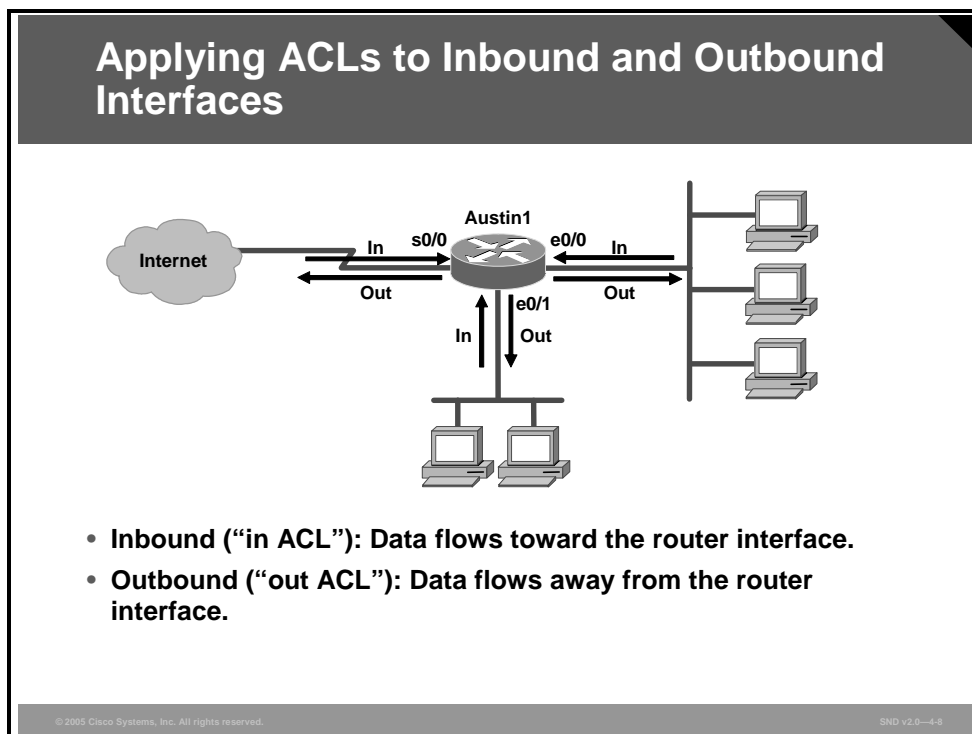 Applying ACLs to Inbound and Outbound
Interfaces
Austin1
Internet
In
s0/0
e0/0
In
Out
Out
e0/1
In
Out
• Inbound (“in ACL”): Data flows toward the router interface.
• Outbound (“out ACL”): Data flows away from the router
interface.
© 2005 Cisco Systems, Inc. All rights reserved.
SND v2.0—4-8